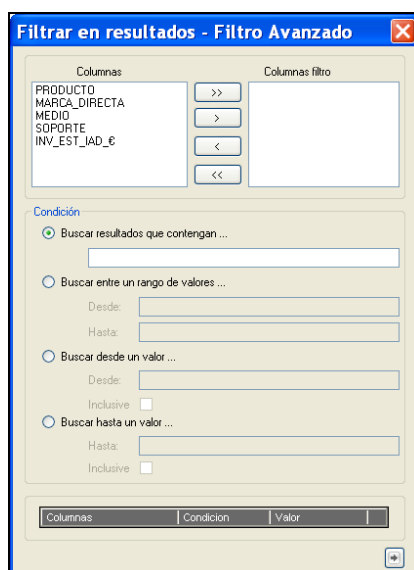 Filtrar en resultados - Filtro Avanzado
Columnas
Columnas filtro
PRODUCTO
MARCA_DIRECTA
MEDIO
SOPORTE
INV_EST_IAD_€
>>
>
<
<<
Condición
Buscar resultados que contengan ...
Buscar entre un rango de valores ...
Desde:
Hasta:
Buscar desde un valor ...
Desde:
Inclusive
Buscar hasta un valor ...
Hasta:
Inclusive
Columnas Condicion Valor